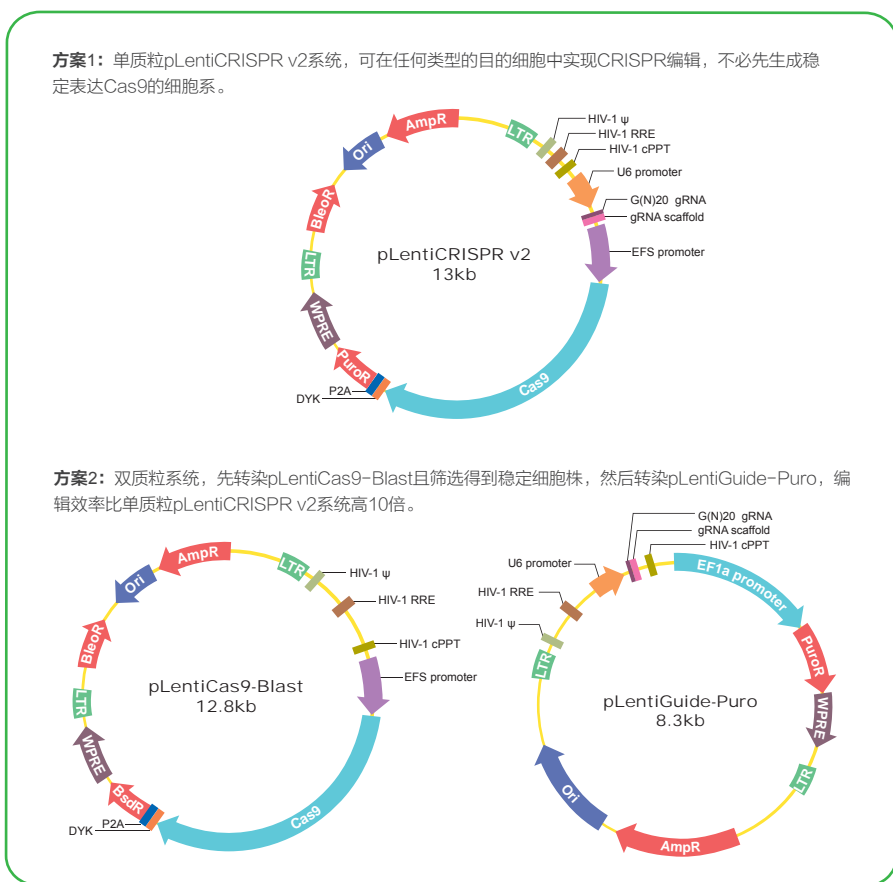 方案1：单质粒pLentiCRISPR v2系统，可在任何类型的目的细胞中实现CRISPR编辑，不必先生成稳
定表达Cas9的细胞系。
AmpR
LTR
HIV-1 ψ
HIV-1 RRE
HIV-1 cPPT
U6 promoter
G(N)20 gRNA
gRNA scaffold
EFS promoter
Ori
BleoR
LTR
WPRE
PuroR
P2A
DYK
Cas9
pLentiCRISPR v2
13kb
方案2：双质粒系统，先转染pLentiCas9-Blast且筛选得到稳定细胞株，然后转染pLentiGuide-Puro，编
辑效率比单质粒pLentiCRISPR v2系统高10倍。
AmpR
LTR
HIV-1 ψ
HIV-1 RRE
HIV-1 cPPT
EFS promoter
Ori
BleoR
LTR
WPRE
BsdR
P2A
DYK
Cas9
pLentiCas9-Blast
12.8kb
G(N)20 gRNA
gRNA scaffold
HIV-1 cPPT
U6 promoter
HIV-1 RRE
HIV-1 ψ
LTR
EF1a promoter
PuroR
WPRE
LTR
AmpR
Ori
pLentiGuide-Puro
8.3kb